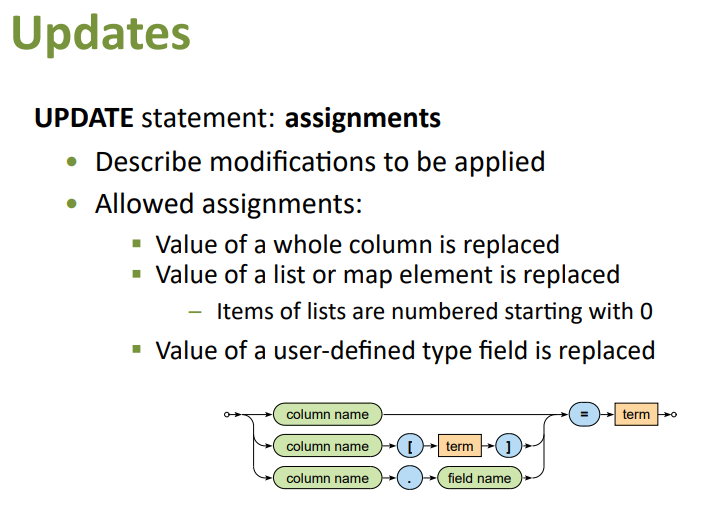 Updates
UPDATE statement: assignments
• Describe modifications to be applied
• Allowed assignments:
▪ Value of a whole column is replaced
▪ Value of a list or map element is replaced
– Items of lists are numbered starting with 0
▪ Value of a user-defined type field is replaced
column name = term
column name [ term ]
column name . field name